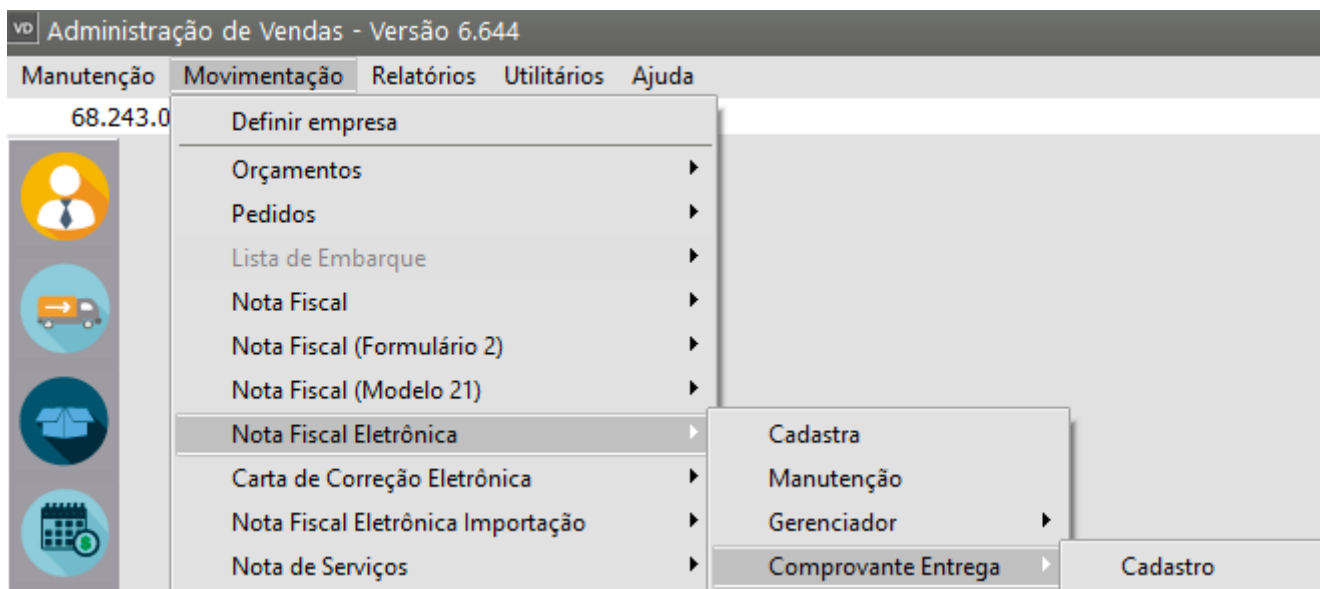 VD Administração de Vendas - Versão 6.644
Manutenção Movimentação Relatórios Utilitários Ajuda
68.243.0
Definir empresa
Orçamentos
Pedidos
Lista de Embarque
Nota Fiscal
Nota Fiscal (Formulário 2)
Nota Fiscal (Modelo 21)
Nota Fiscal Eletrônica Cadastra
Carta de Correção Eletrônica Manutenção
Nota Fiscal Eletrônica Importação Gerenciador
Nota de Serviços Comprovante Entrega Cadastro